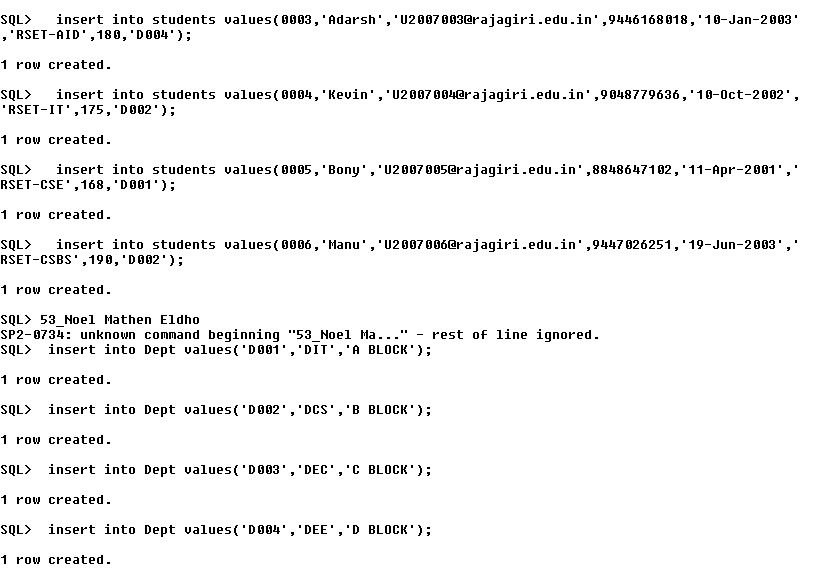 SQL>   insert into students values(0003,'Adarsh','U2007003@rajagiri.edu.in',9446168018,'10-Jan-2003'
,'RSET-AID',180,'D004');
1 row created.
SQL>   insert into students values(0004,'Kevin','U2007004@rajagiri.edu.in',9048779636,'10-Oct-2002',
'RSET-IT',175,'D002');
1 row created.
SQL>   insert into students values(0005,'Bony','U2007005@rajagiri.edu.in',8848647102,'11-Apr-2001','
RSET-CSE',168,'D001');
1 row created.
SQL>   insert into students values(0006,'Manu','U2007006@rajagiri.edu.in',9447026251,'19-Jun-2003','
RSET-CSBS',190,'D002');
1 row created.
SQL> 53_Noel Mathen Eldho
SP2-0734: unknown command beginning "53_Noel Ma..." - rest of line ignored.
SQL>  insert into Dept values('D001','DIT','A BLOCK');
1 row created.
SQL>  insert into Dept values('D002','DCS','B BLOCK');
1 row created.
SQL>  insert into Dept values('D003','DEC','C BLOCK');
1 row created.
SQL>  insert into Dept values('D004','DEE','D BLOCK');
1 row created.